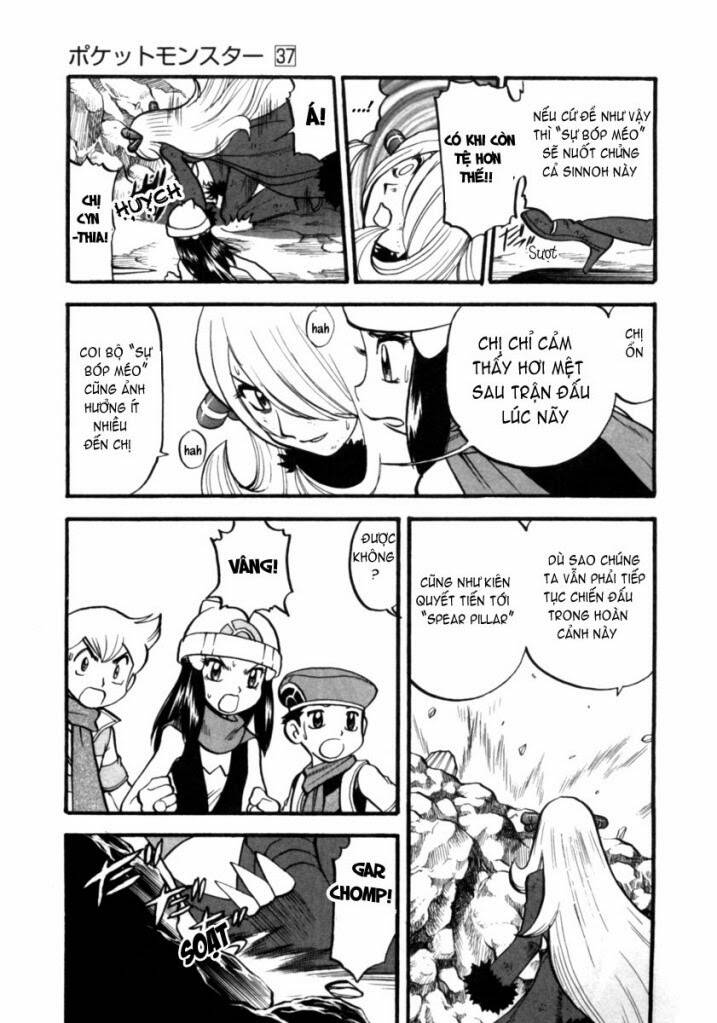 ポケットモンスター 37
NẾU CỨ ĐỂ NHƯ VẬY
THÌ "SỰ BÓP MÉO"
SẼ NUỐT CHỬNG
CẢ SINNOH NÀY
Sượt
...!
CÓ KHI CÒN
TỆ HƠN
THẾ!!
Á!
HUỴCH
CHỊ
CYN
-THIA!
CHỊ
ỔN
CHỊ CHỈ CẢM
THẤY HƠI MỆT
SAU TRẬN ĐẤU
LÚC NÃY
hah
hah
COI BỘ "SỰ
BÓP MÉO"
CŨNG ẢNH
HƯỞNG ÍT
NHIỀU
ĐẾN CHỊ
DÙ SAO CHÚNG
TA VẪN PHẢI TIẾP
TỤC CHIẾN ĐẤU
TRONG HOÀN
CẢNH NÀY
CŨNG NHƯ KIÊN
QUYẾT TIẾN TỚI
"SPEAR PILLAR"
ĐƯỢC
KHÔNG
?
VÂNG!
GAR
CHOMP!
SOẠT